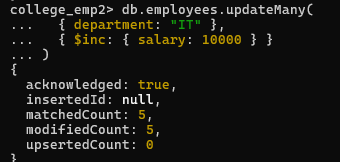 college_emp2> db.employees.updateMany(
...   { department: "IT" },
...   { $inc: { salary: 10000 } }
... )
{
  acknowledged: true,
  insertedId: null,
  matchedCount: 5,
  modifiedCount: 5,
  upsertedCount: 0
}